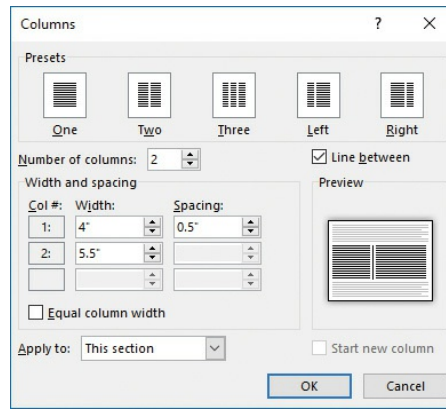 Columns ? ×
Presets
One Two Three Left Right
Number of columns: 2 Line between
Width and spacing Preview
Col #: Width: Spacing:
1: 4" 0.5"
2: 5.5"
Equal column width
Apply to: This section Start new column
OK Cancel